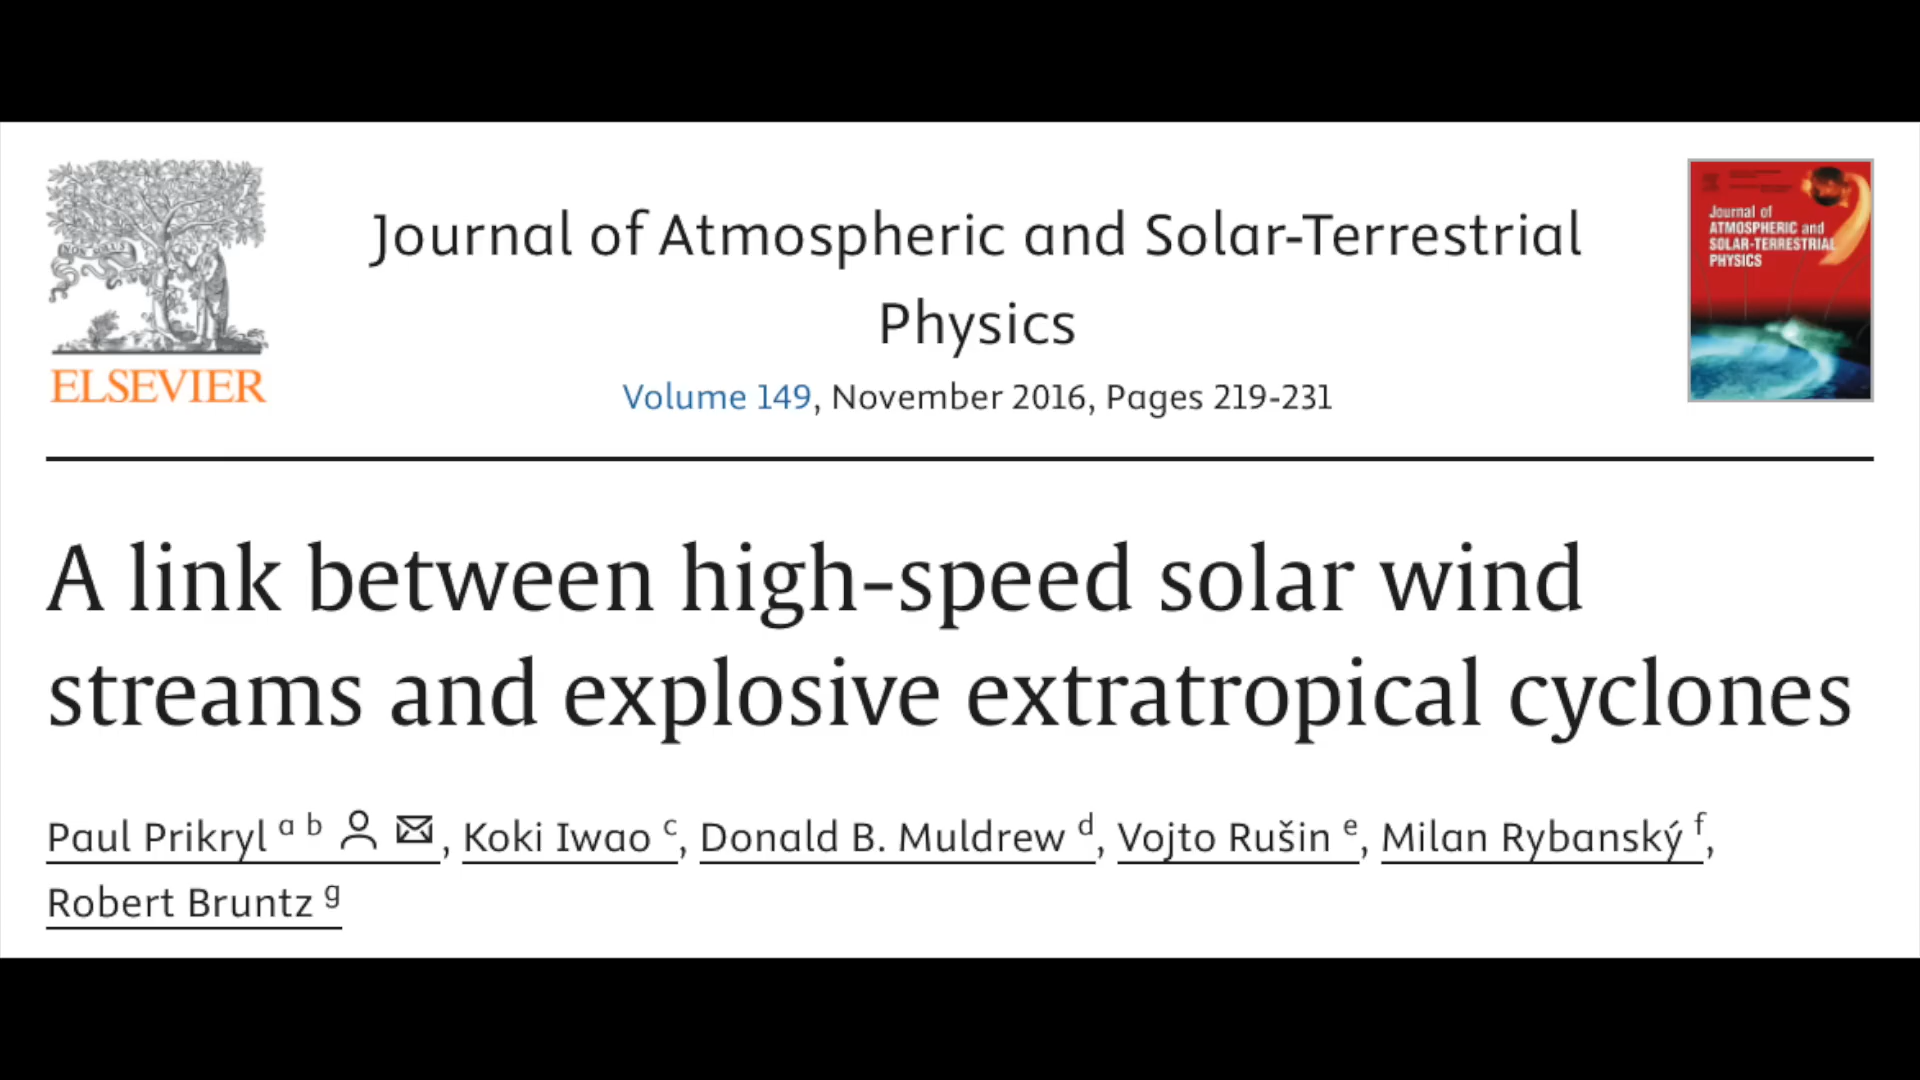 ELSEVIER
Journal of Atmospheric and Solar-Terrestrial
Physics
Volume 149, November 2016, Pages 219-231
Journal of
ATMOSPHERIC and
SOLAR-TERRESTRIAL
PHYSICS
A link between high-speed solar wind
streams and explosive extratropical cyclones
Paul Prikryl a b, Koki Iwao c, Donald B. Muldrew d, Vojto Rušin e, Milan Rybanský f,
Robert Bruntz g